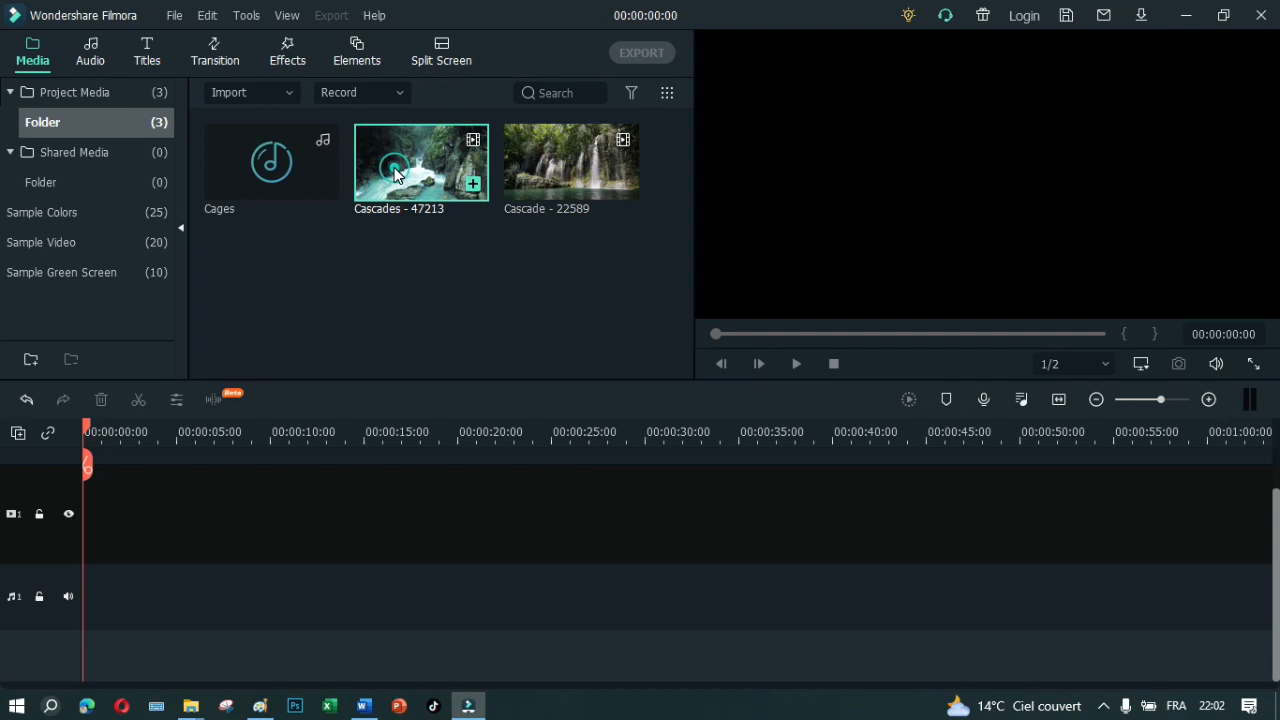 Wondershare Filmora File Edit Tools View Export Help 00:00:00:00 Login
Media Audio Titles Transition Effects Elements Split Screen EXPORT
Project Media (3)
Folder (3)
Shared Media (0)
Folder (0)
Sample Colors (25)
Sample Video (20)
Sample Green Screen (10)
Import Record Search
Cages Cascades - 47213 Cascade - 22589
{ } 00:00:00:00
1/2
Beta
00:00:00:00 00:00:05:00 00:00:10:00 00:00:15:00 00:00:20:00 00:00:25:00 00:00:30:00 00:00:35:00 00:00:40:00 00:00:45:00 00:00:50:00 00:00:55:00 00:01:00:00
1
1
Ps X W P 14°C Ciel couvert FRA 22:02